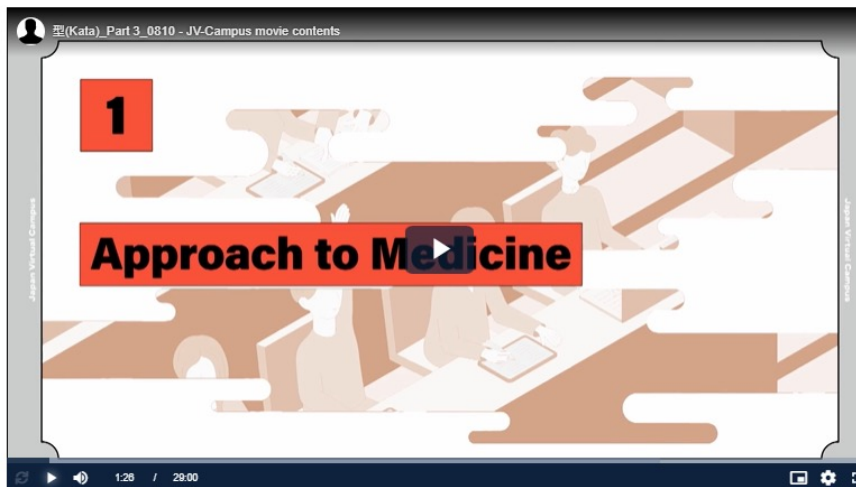 型(Kata)_Part 3_0810 - JV-Campus movie contents
1
Approach to Medicine
Japan Virtual Campus
Japan Virtual Campus
1:26 / 29:00